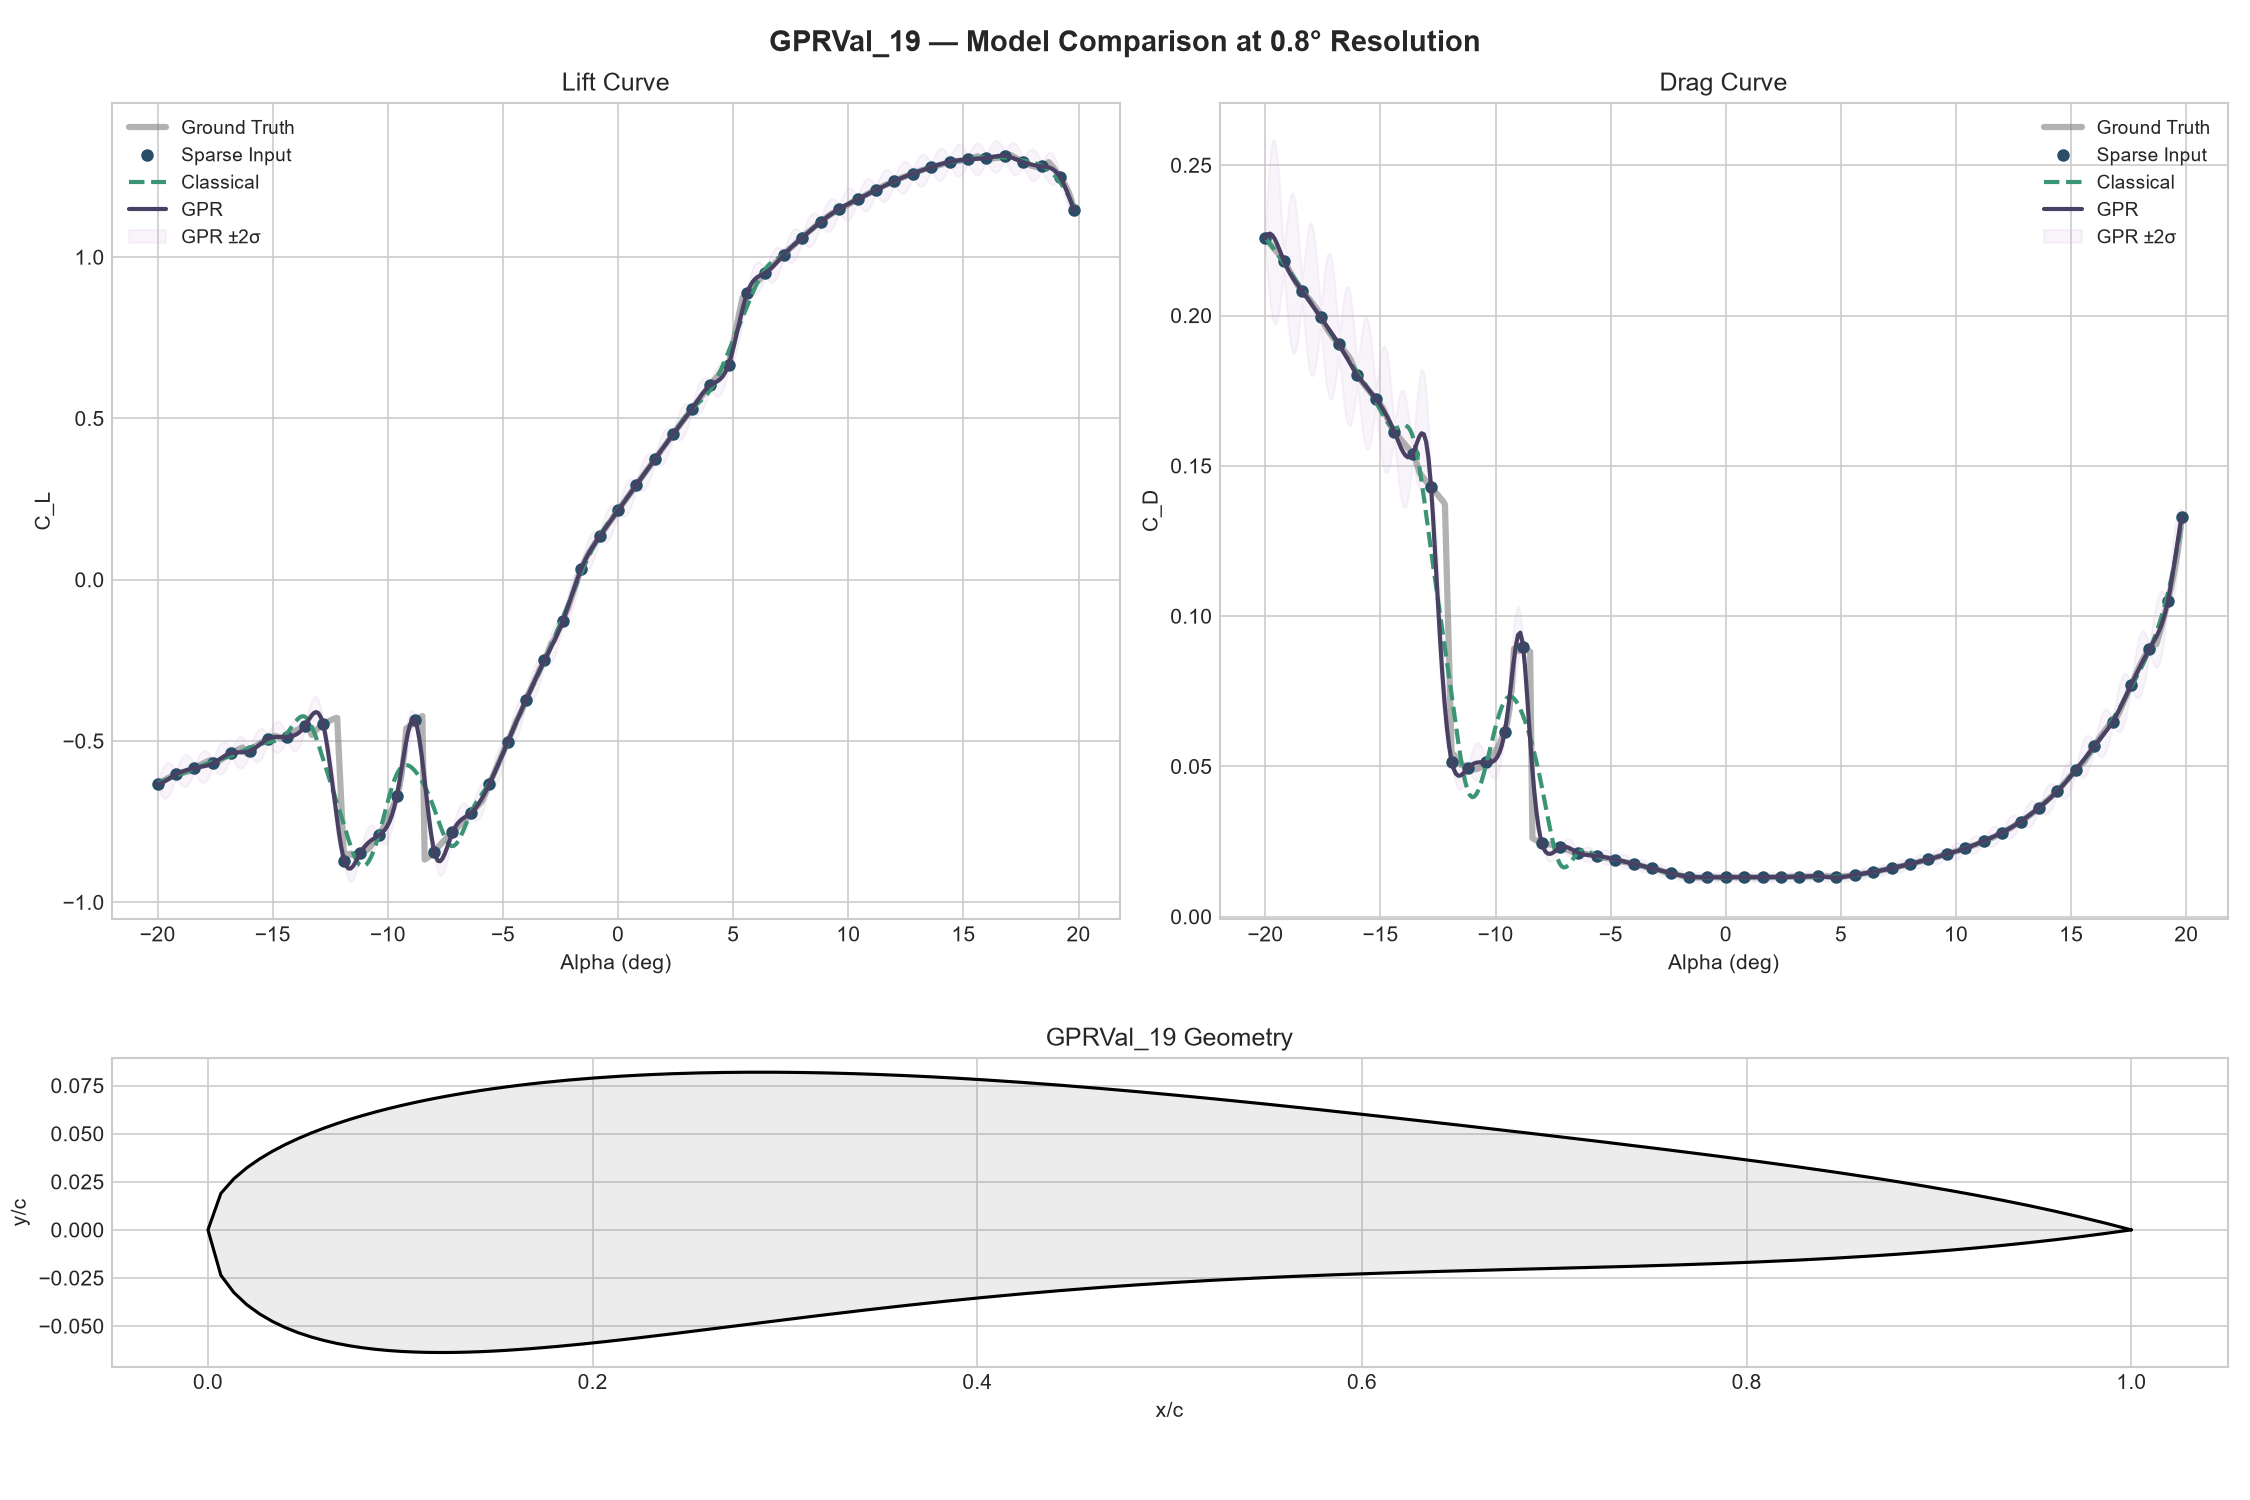 GPRVal_19 — Model Comparison at 0.8° Resolution
Lift Curve
Ground Truth
Sparse Input
Classical
GPR
GPR ±2σ
C_L
1.0
0.5
0.0
−0.5
−1.0
−20 −15 −10 −5 0 5 10 15 20
Alpha (deg)
Drag Curve
Ground Truth
Sparse Input
Classical
GPR
GPR ±2σ
C_D
0.25
0.20
0.15
0.10
0.05
0.00
−20 −15 −10 −5 0 5 10 15 20
Alpha (deg)
GPRVal_19 Geometry
y/c
0.075
0.050
0.025
0.000
−0.025
−0.050
0.0 0.2 0.4 0.6 0.8 1.0
x/c